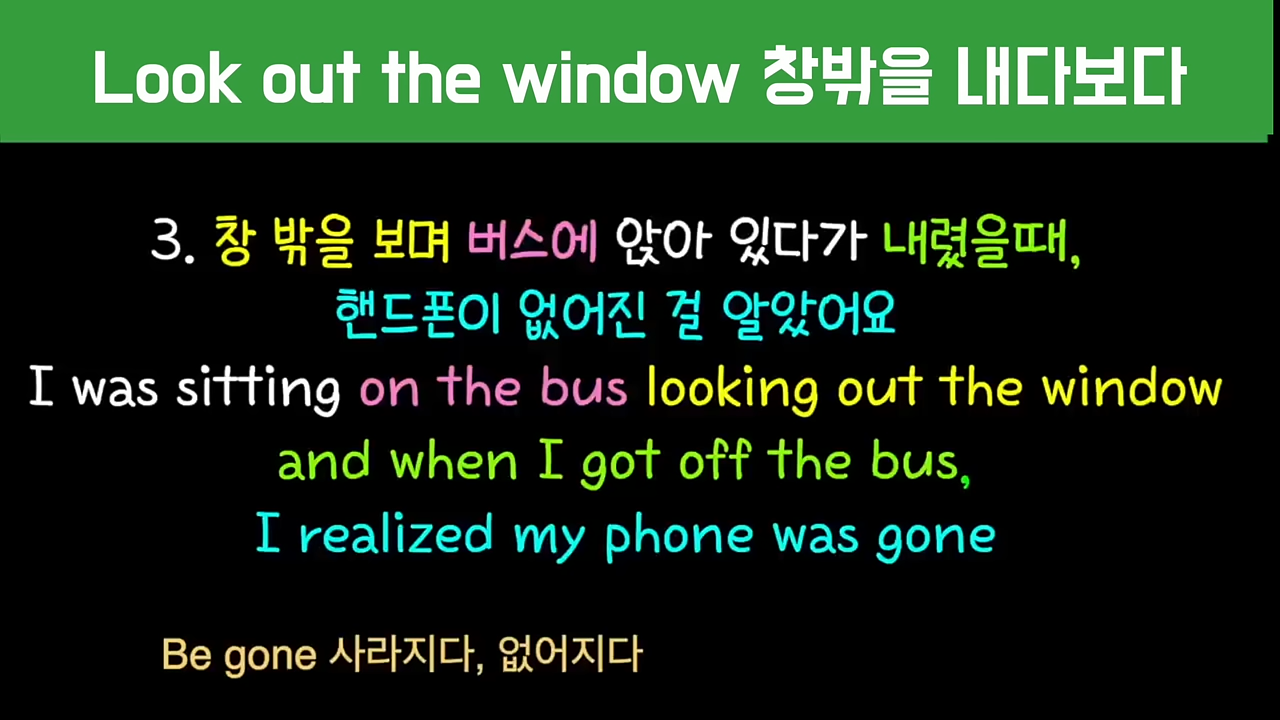 Look out the window 창밖을 내다보다
3. 창 밖을 보며 버스에 앉아 있다가 내렸을때,
핸드폰이 없어진 걸 알았어요
I was sitting on the bus looking out the window
and when I got off the bus,
I realized my phone was gone
Be gone 사라지다, 없어지다